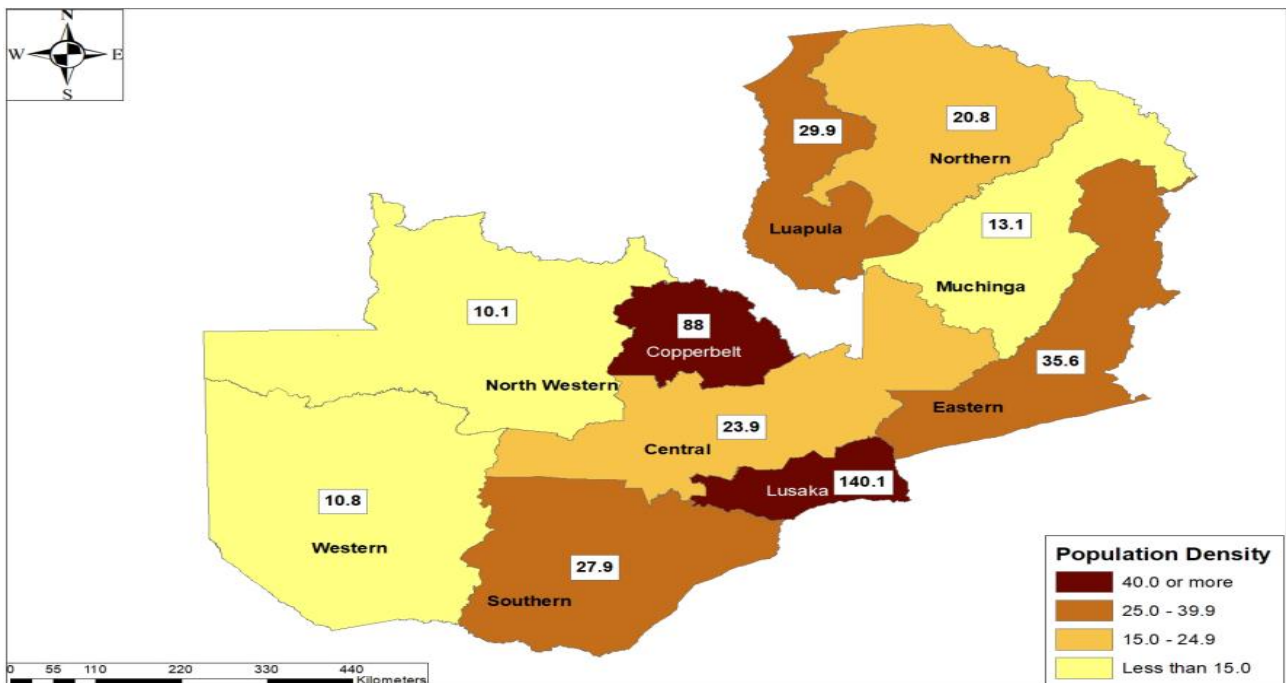 N
W E
S
29.9
20.8
Northern
Luapula
13.1
Muchinga
10.1
North Western
88
Copperbelt
35.6
Eastern
23.9
Central
Lusaka 140.1
10.8
Western
27.9
Southern
Population Density
40.0 or more
25.0 - 39.9
15.0 - 24.9
Less than 15.0
0 55 110 220 330 440
Kilometers